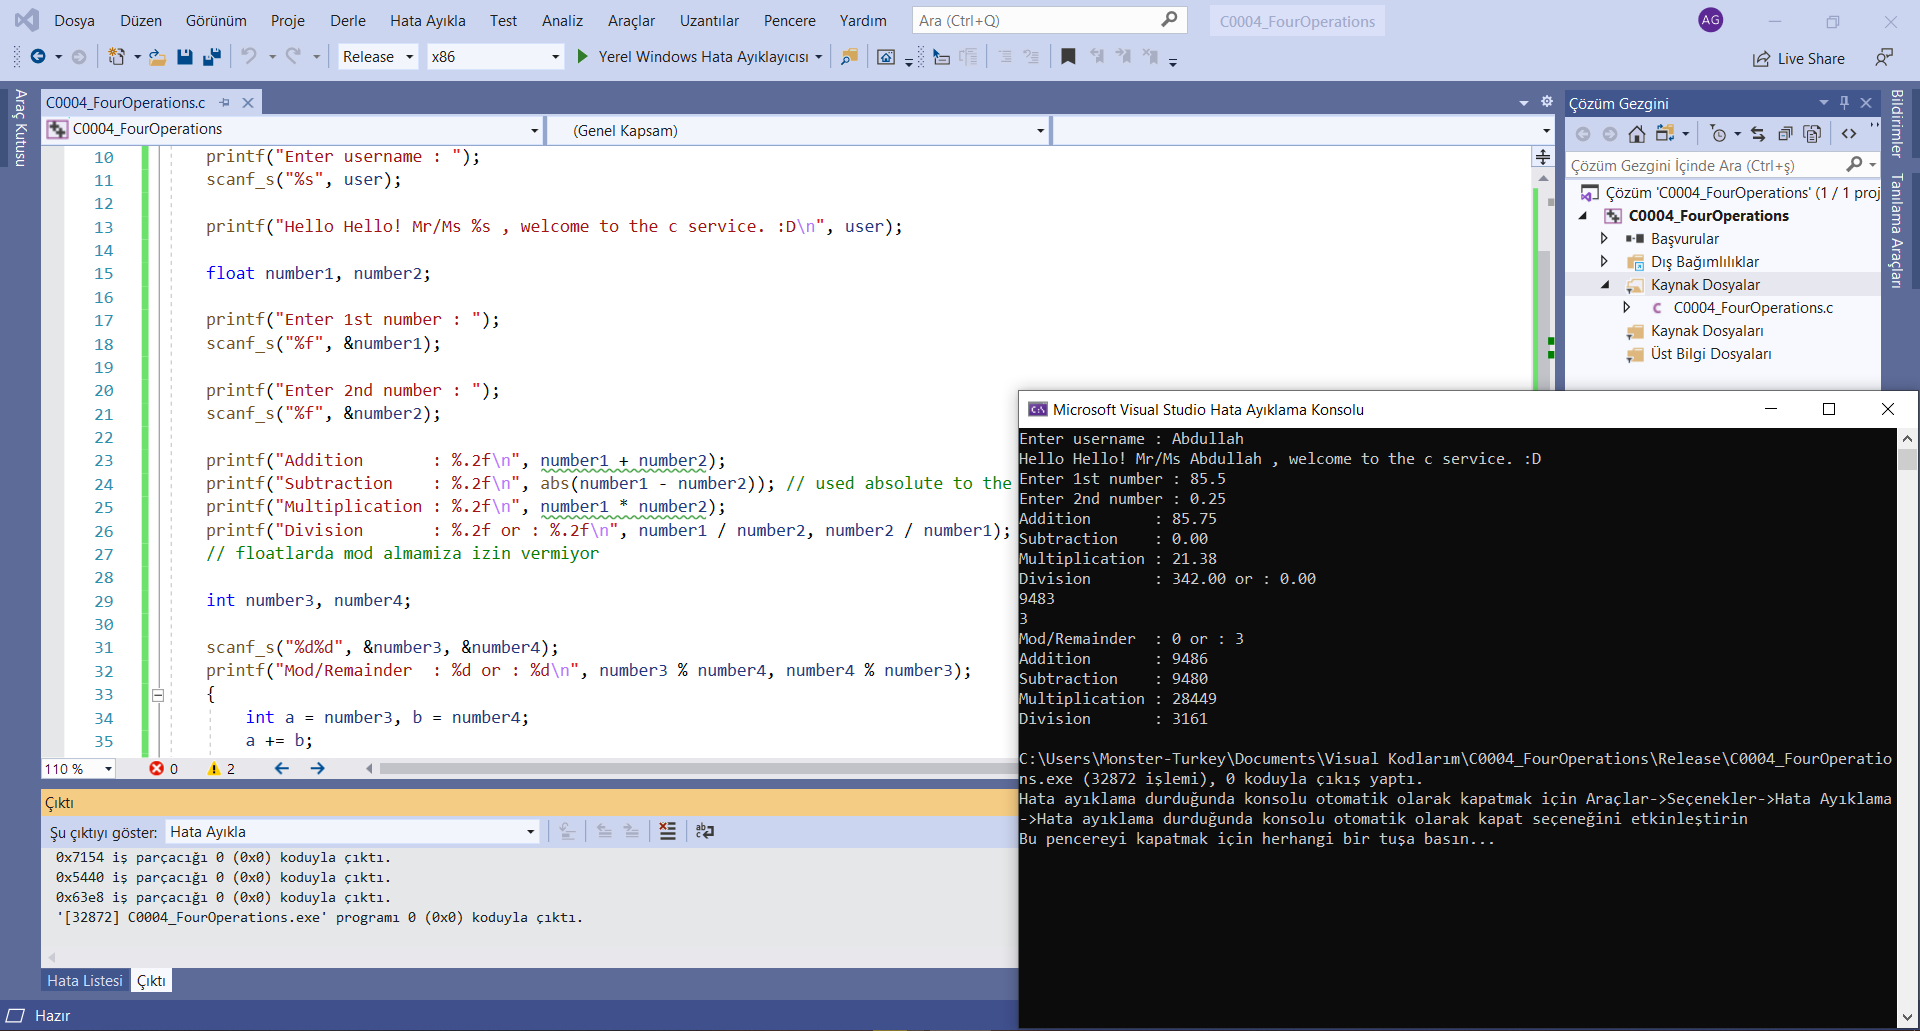 Dosya Düzen Görünüm Proje Derle Hata Ayıkla Test Analiz Araçlar Uzantılar Pencere Yardım Ara (Ctrl+Q) C0004_FourOperations AG
Release x86 Yerel Windows Hata Ayıklayıcısı Live Share
Araç Kutusu
C0004_FourOperations.c
C0004_FourOperations (Genel Kapsam)
10 printf("Enter username : ");
11 scanf_s("%s", user);
12
13 printf("Hello Hello! Mr/Ms %s , welcome to the c service. :D\n", user);
14
15 float number1, number2;
16
17 printf("Enter 1st number : ");
18 scanf_s("%f", &number1);
19
20 printf("Enter 2nd number : ");
21 scanf_s("%f", &number2);
22
23 printf("Addition       : %.2f\n", number1 + number2);
24 printf("Subtraction    : %.2f\n", abs(number1 - number2)); // used absolute to the
25 printf("Multiplication : %.2f\n", number1 * number2);
26 printf("Division       : %.2f or : %.2f\n", number1 / number2, number2 / number1);
27 // floatlarda mod almamiza izin vermiyor
28
29 int number3, number4;
30
31 scanf_s("%d%d", &number3, &number4);
32 printf("Mod/Remainder  : %d or : %d\n", number3 % number4, number4 % number3);
33 {
34 int a = number3, b = number4;
35 a += b;
110 % 0 2
Çıktı
Şu çıktıyı göster: Hata Ayıkla
0x7154 iş parçacığı 0 (0x0) koduyla çıktı.
0x5440 iş parçacığı 0 (0x0) koduyla çıktı.
0x63e8 iş parçacığı 0 (0x0) koduyla çıktı.
'[32872] C0004_FourOperations.exe' programı 0 (0x0) koduyla çıktı.
Hata Listesi Çıktı
Hazır
Çözüm Gezgini
Çözüm Gezgini İçinde Ara (Ctrl+ş)
Çözüm 'C0004_FourOperations' (1 / 1 proj
C0004_FourOperations
Başvurular
Dış Bağımlılıklar
Kaynak Dosyalar
C0004_FourOperations.c
Kaynak Dosyaları
Üst Bilgi Dosyaları
Bildirimler
Tanılama Araçları
Microsoft Visual Studio Hata Ayıklama Konsolu
Enter username : Abdullah
Hello Hello! Mr/Ms Abdullah , welcome to the c service. :D
Enter 1st number : 85.5
Enter 2nd number : 0.25
Addition       : 85.75
Subtraction    : 0.00
Multiplication : 21.38
Division       : 342.00 or : 0.00
9483
3
Mod/Remainder  : 0 or : 3
Addition       : 9486
Subtraction    : 9480
Multiplication : 28449
Division       : 3161
C:\Users\Monster-Turkey\Documents\Visual Kodlarım\C0004_FourOperations\Release\C0004_FourOperatio
ns.exe (32872 işlemi), 0 koduyla çıkış yaptı.
Hata ayıklama durduğunda konsolu otomatik olarak kapatmak için Araçlar->Seçenekler->Hata Ayıklama
->Hata ayıklama durduğunda konsolu otomatik olarak kapat seçeneğini etkinleştirin
Bu pencereyi kapatmak için herhangi bir tuşa basın...